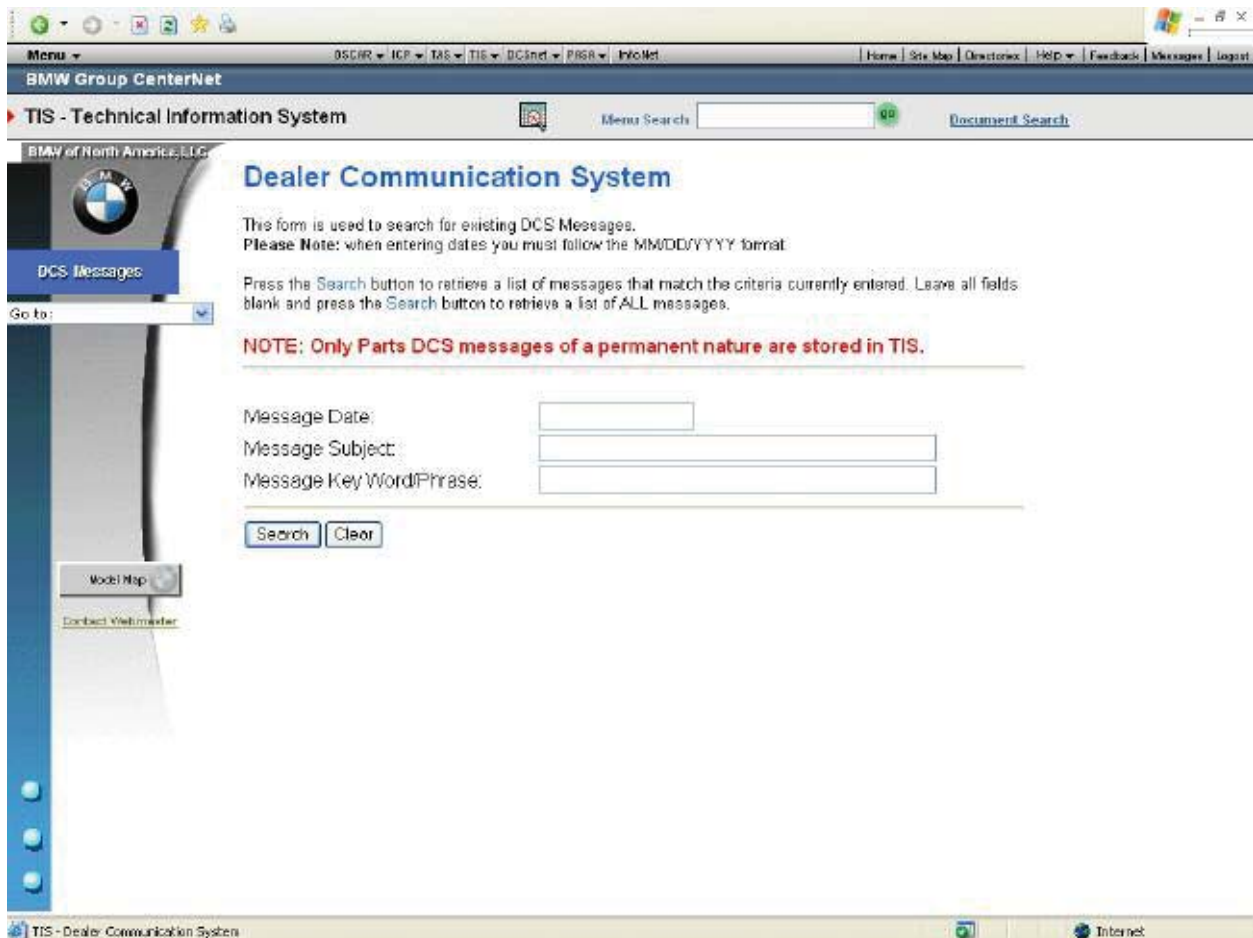 Menu
OSCAR ICP TAS TIS DCSnet PASA InfoNet
Home | Site Map | Directories | Help | Feedback | Messages | Logout
BMW Group CenterNet
TIS - Technical Information System
Menu Search
go
Document Search
BMW of North America, LLC
BMW
DCS Messages
Go to:
Dealer Communication System
This form is used to search for existing DCS Messages.
Please Note: when entering dates you must follow the MM/DD/YYYY format
Press the Search button to retrieve a list of messages that match the criteria currently entered. Leave all fields
blank and press the Search button to retrieve a list of ALL messages.
NOTE: Only Parts DCS messages of a permanent nature are stored in TIS.
Message Date:
Message Subject:
Message Key Word/Phrase:
Search Clear
Model Map
Contact Webmaster
TIS - Dealer Communication System
Internet